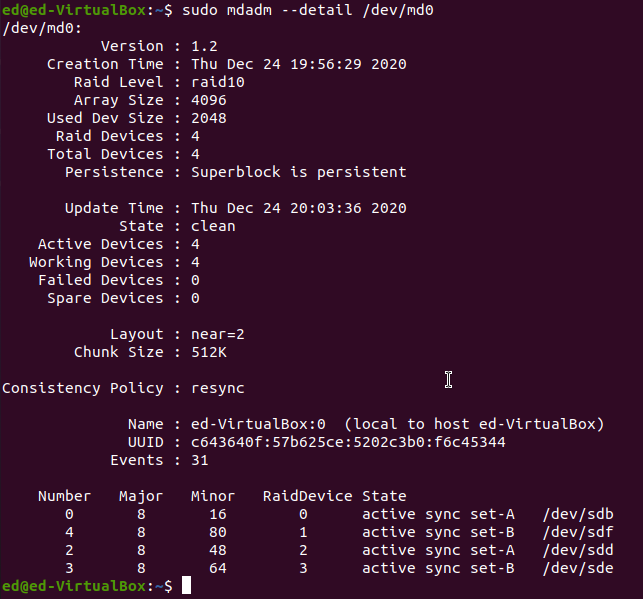 ed@ed-VirtualBox:~$ sudo mdadm --detail /dev/md0
/dev/md0:
Version : 1.2
Creation Time : Thu Dec 24 19:56:29 2020
Raid Level : raid10
Array Size : 4096
Used Dev Size : 2048
Raid Devices : 4
Total Devices : 4
Persistence : Superblock is persistent
Update Time : Thu Dec 24 20:03:36 2020
State : clean
Active Devices : 4
Working Devices : 4
Failed Devices : 0
Spare Devices : 0
Layout : near=2
Chunk Size : 512K
Consistency Policy : resync
Name : ed-VirtualBox:0  (local to host ed-VirtualBox)
UUID : c643640f:57b625ce:5202c3b0:f6c45344
Events : 31
Number   Major   Minor   RaidDevice State
0       8       16        0      active sync set-A   /dev/sdb
4       8       80        1      active sync set-B   /dev/sdf
2       8       48        2      active sync set-A   /dev/sdd
3       8       64        3      active sync set-B   /dev/sde
ed@ed-VirtualBox:~$